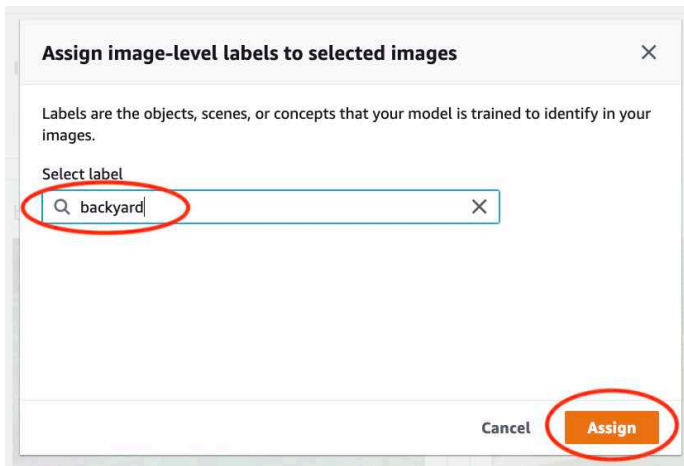 Assign image-level labels to selected images
Labels are the objects, scenes, or concepts that your model is trained to identify in your
images.
Select label
backyard
Cancel
Assign